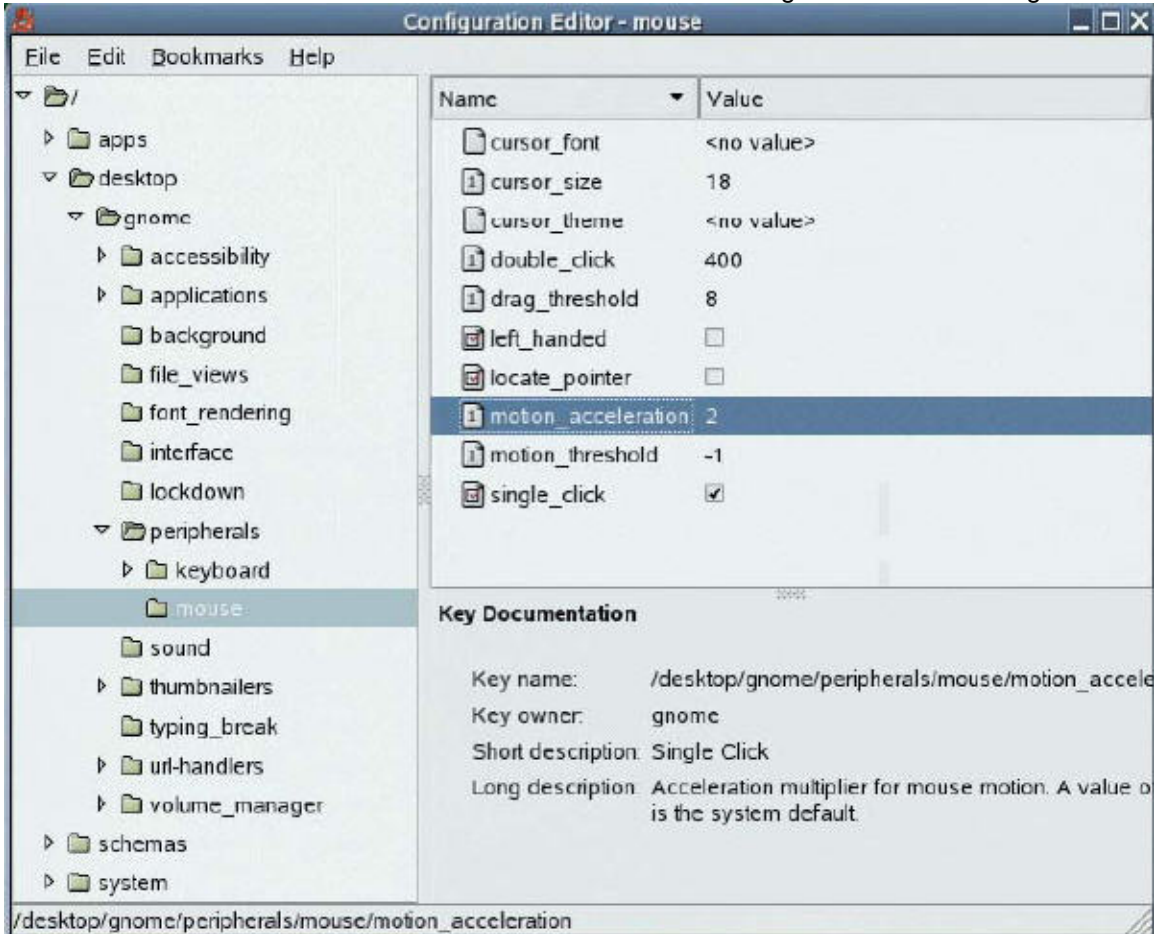 Configuration Editor - mouse
File Edit Bookmarks Help
/
apps
desktop
gnome
accessibility
applications
background
file_views
font_rendering
interface
lockdown
peripherals
keyboard
mouse
sound
thumbnailers
typing_break
url-handlers
volume_manager
schemas
system
Name Value
cursor_font <no value>
cursor_size 18
cursor_theme <no value>
double_click 400
drag_threshold 8
left_handed
locate_pointer
motion_acceleration 2
motion_threshold -1
single_click
Key Documentation
Key name: /desktop/gnome/peripherals/mouse/motion_accele
Key owner: gnome
Short description: Single Click
Long description: Acceleration multiplier for mouse motion. A value o
is the system default.
/desktop/gnome/peripherals/mouse/motion_acceleration